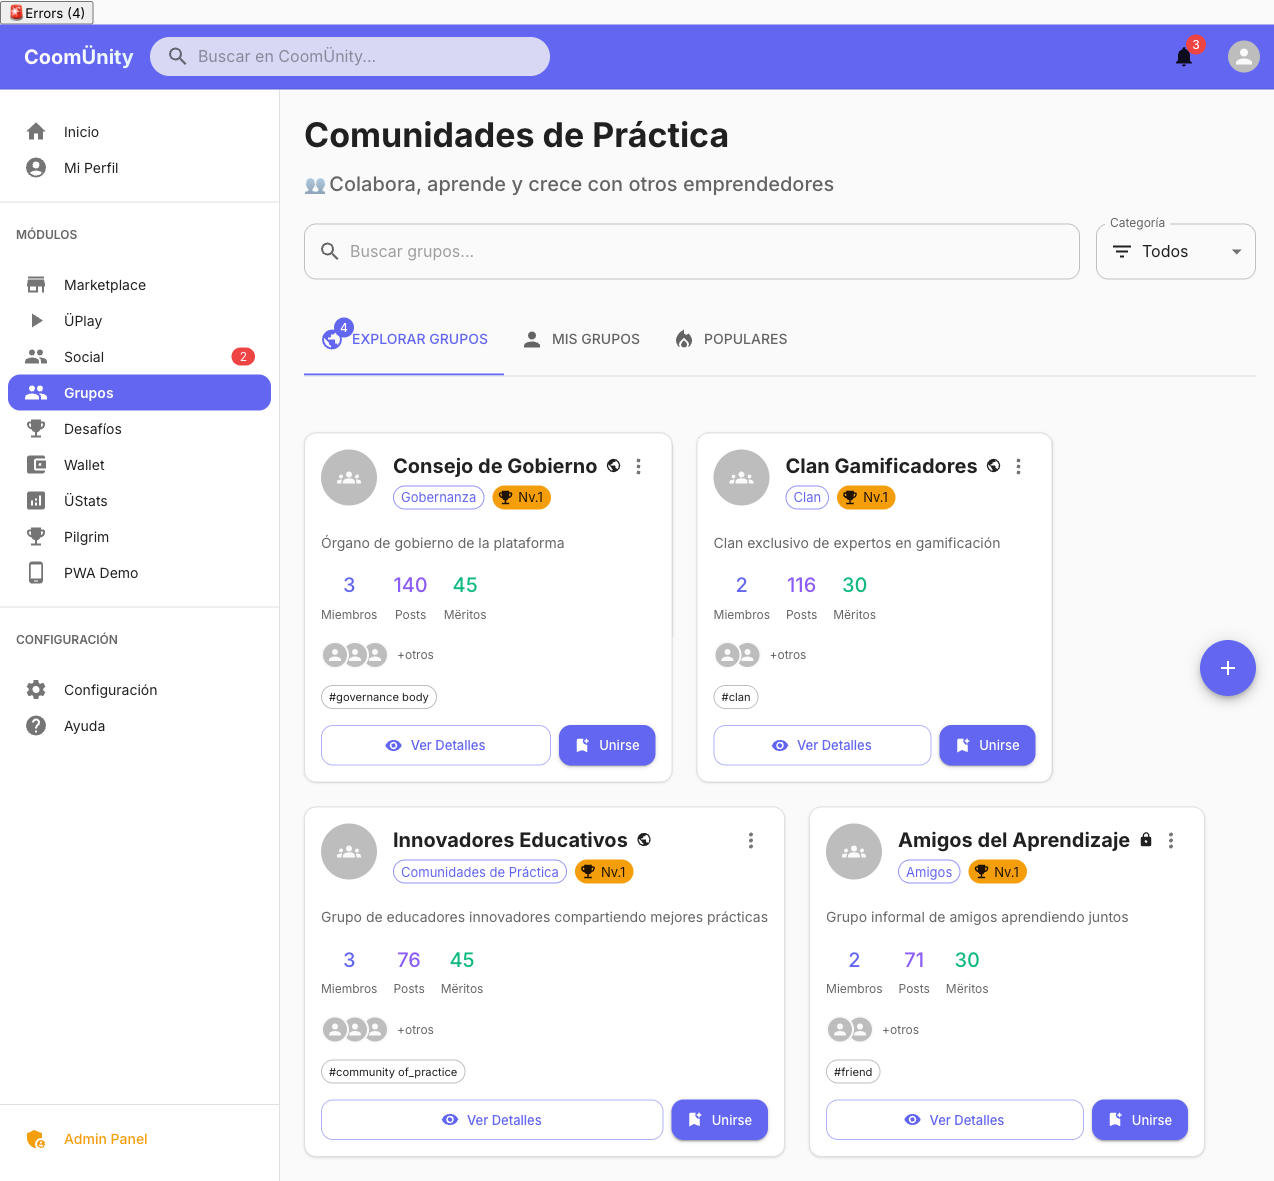 🚨Errors (4)
CoomÜnity
Buscar en CoomÜnity...
3
Inicio
Mi Perfil
MÓDULOS
Marketplace
ÜPlay
Social
2
Grupos
Desafíos
Wallet
ÜStats
Pilgrim
PWA Demo
CONFIGURACIÓN
Configuración
Ayuda
Admin Panel
Comunidades de Práctica
👥 Colabora, aprende y crece con otros emprendedores
Buscar grupos...
Categoría
Todos
4
EXPLORAR GRUPOS
MIS GRUPOS
POPULARES
Consejo de Gobierno
Gobernanza
Nv.1
Órgano de gobierno de la plataforma
3 140 45
Miembros Posts Mëritos
+otros
#governance body
Ver Detalles
Unirse
Clan Gamificadores
Clan
Nv.1
Clan exclusivo de expertos en gamificación
2 116 30
Miembros Posts Mëritos
+otros
#clan
Ver Detalles
Unirse
Innovadores Educativos
Comunidades de Práctica
Nv.1
Grupo de educadores innovadores compartiendo mejores prácticas
3 76 45
Miembros Posts Mëritos
+otros
#community of_practice
Ver Detalles
Unirse
Amigos del Aprendizaje
Amigos
Nv.1
Grupo informal de amigos aprendiendo juntos
2 71 30
Miembros Posts Mëritos
+otros
#friend
Ver Detalles
Unirse